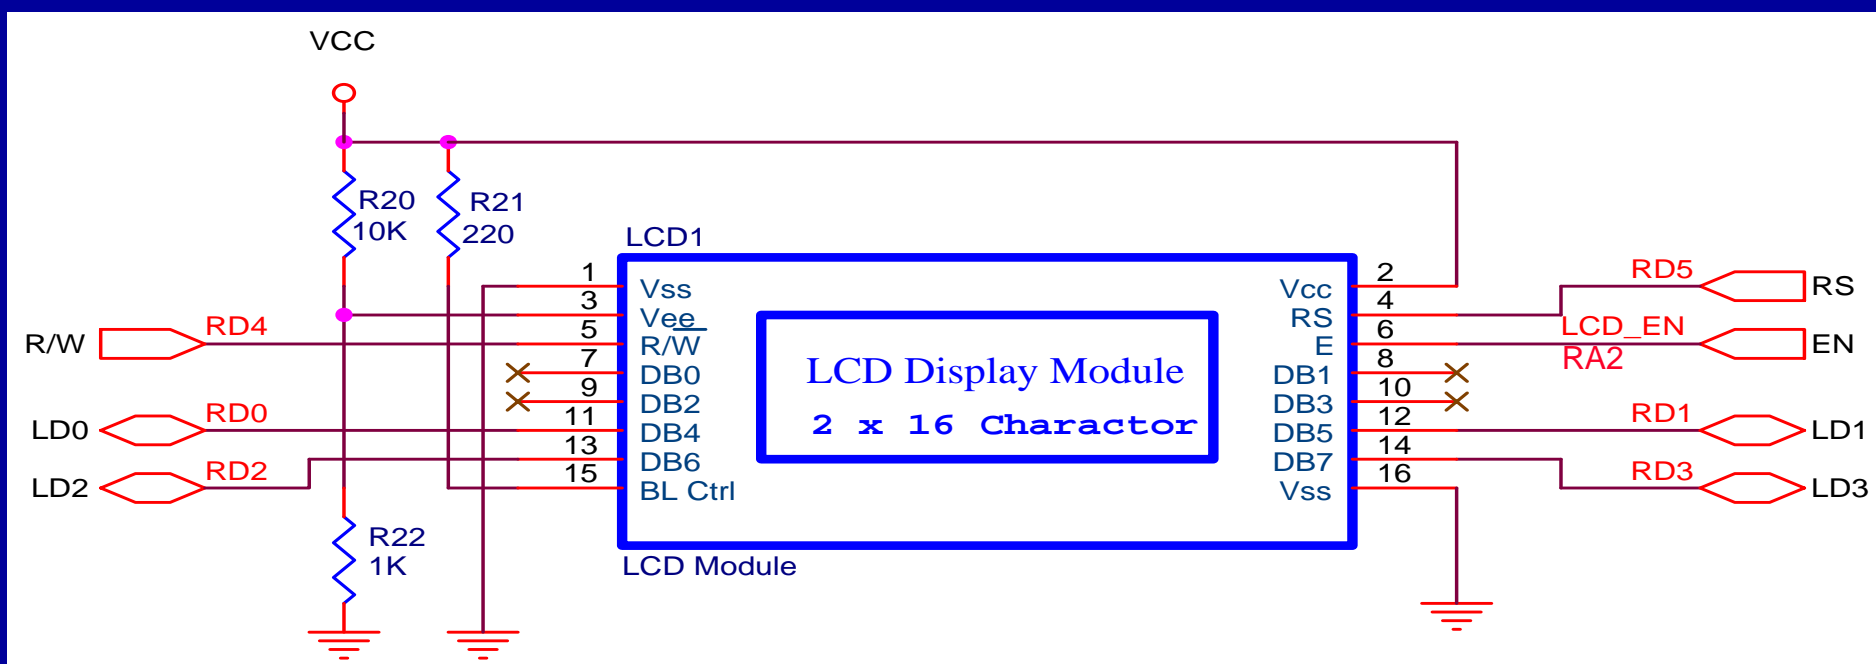 VCC
R20
10K
R21
220
LCD1
1
Vss
3
Vee
5
R/W
7
DB0
9
DB2
11
DB4
13
DB6
15
BL Ctrl
2
Vcc
4
RS
6
E
8
DB1
10
DB3
12
DB5
14
DB7
16
Vss
LCD Display Module
2 x 16 Charactor
R/W
RD4
LD0
RD0
LD2
RD2
RD5
RS
LCD_EN
EN
RA2
RD1
LD1
RD3
LD3
R22
1K
LCD Module